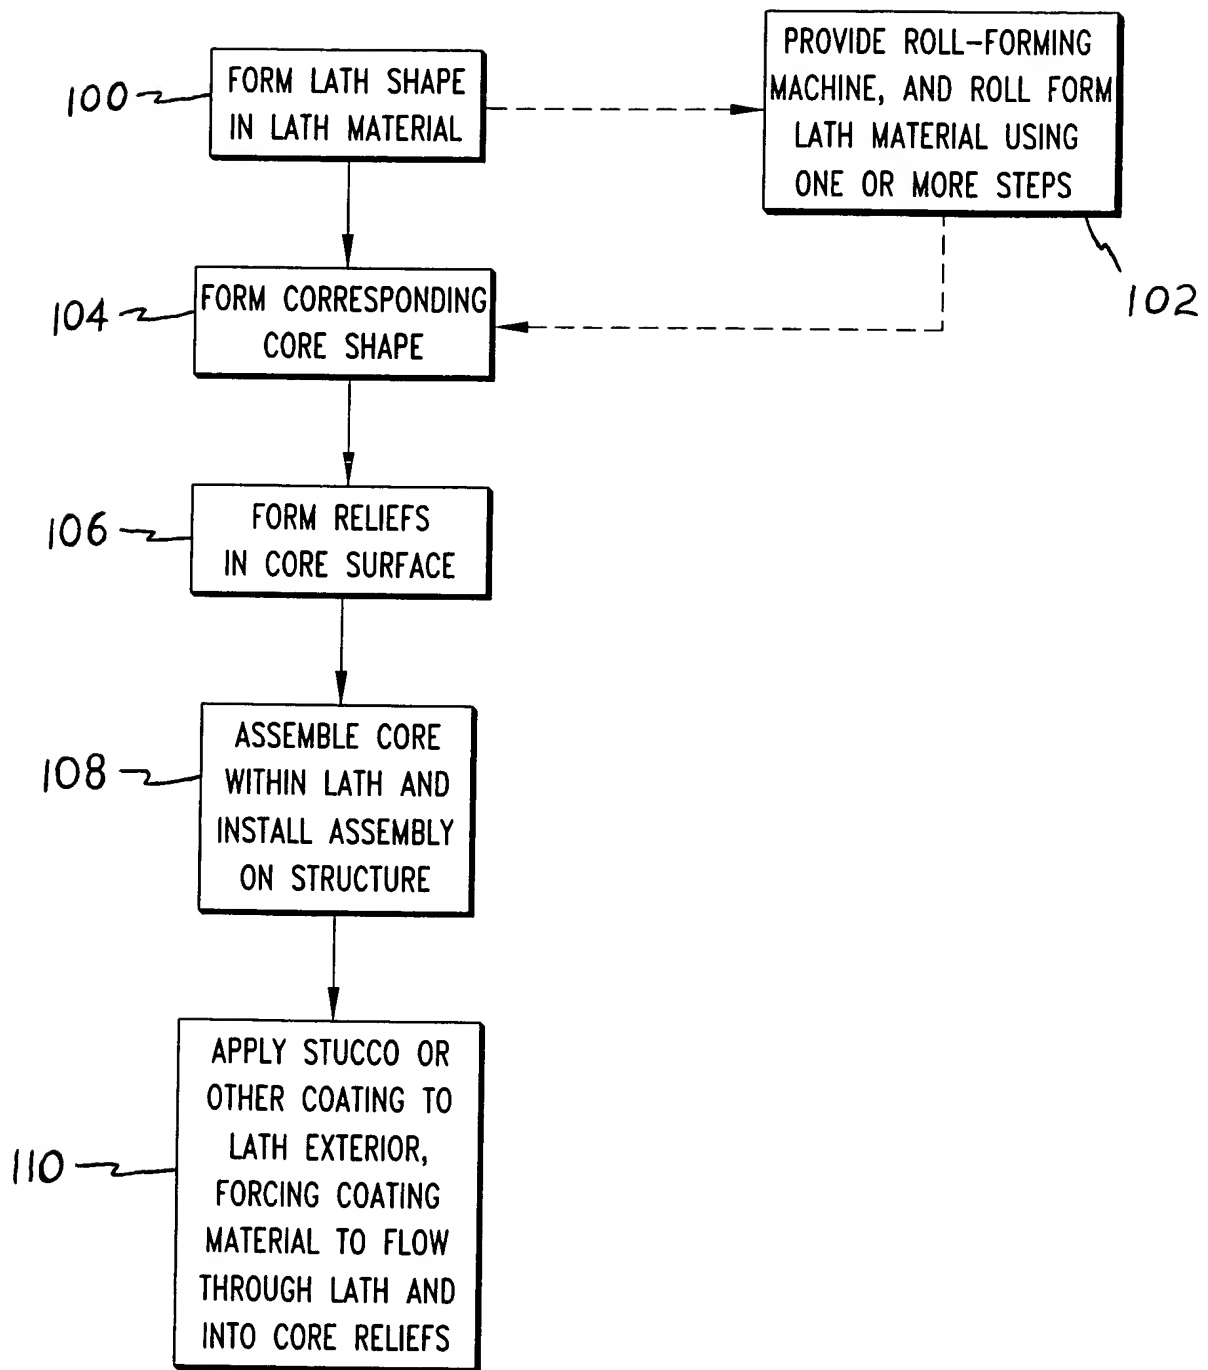 100
FORM LATH SHAPE
IN LATH MATERIAL
PROVIDE ROLL-FORMING
MACHINE, AND ROLL FORM
LATH MATERIAL USING
ONE OR MORE STEPS
102
104
FORM CORRESPONDING
CORE SHAPE
106
FORM RELIEFS
IN CORE SURFACE
108
ASSEMBLE CORE
WITHIN LATH AND
INSTALL ASSEMBLY
ON STRUCTURE
110
APPLY STUCCO OR
OTHER COATING TO
LATH EXTERIOR,
FORCING COATING
MATERIAL TO FLOW
THROUGH LATH AND
INTO CORE RELIEFS